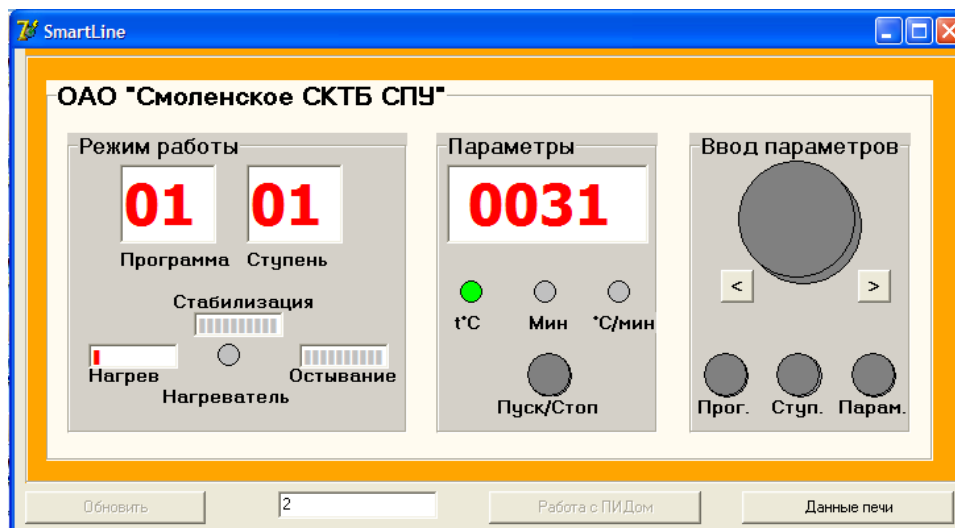 SmartLine
ОАО "Смоленское СКТБ СПУ"
Режим работы
01 01
Программа Ступень
Стабилизация
Нагрев
Остывание
Нагреватель
Параметры
0031
t°C Мин °C/мин
Пуск/Стоп
Ввод параметров
< >
Прог. Ступ. Парам.
Обновить 2 Работа с ПИДом Данные печи